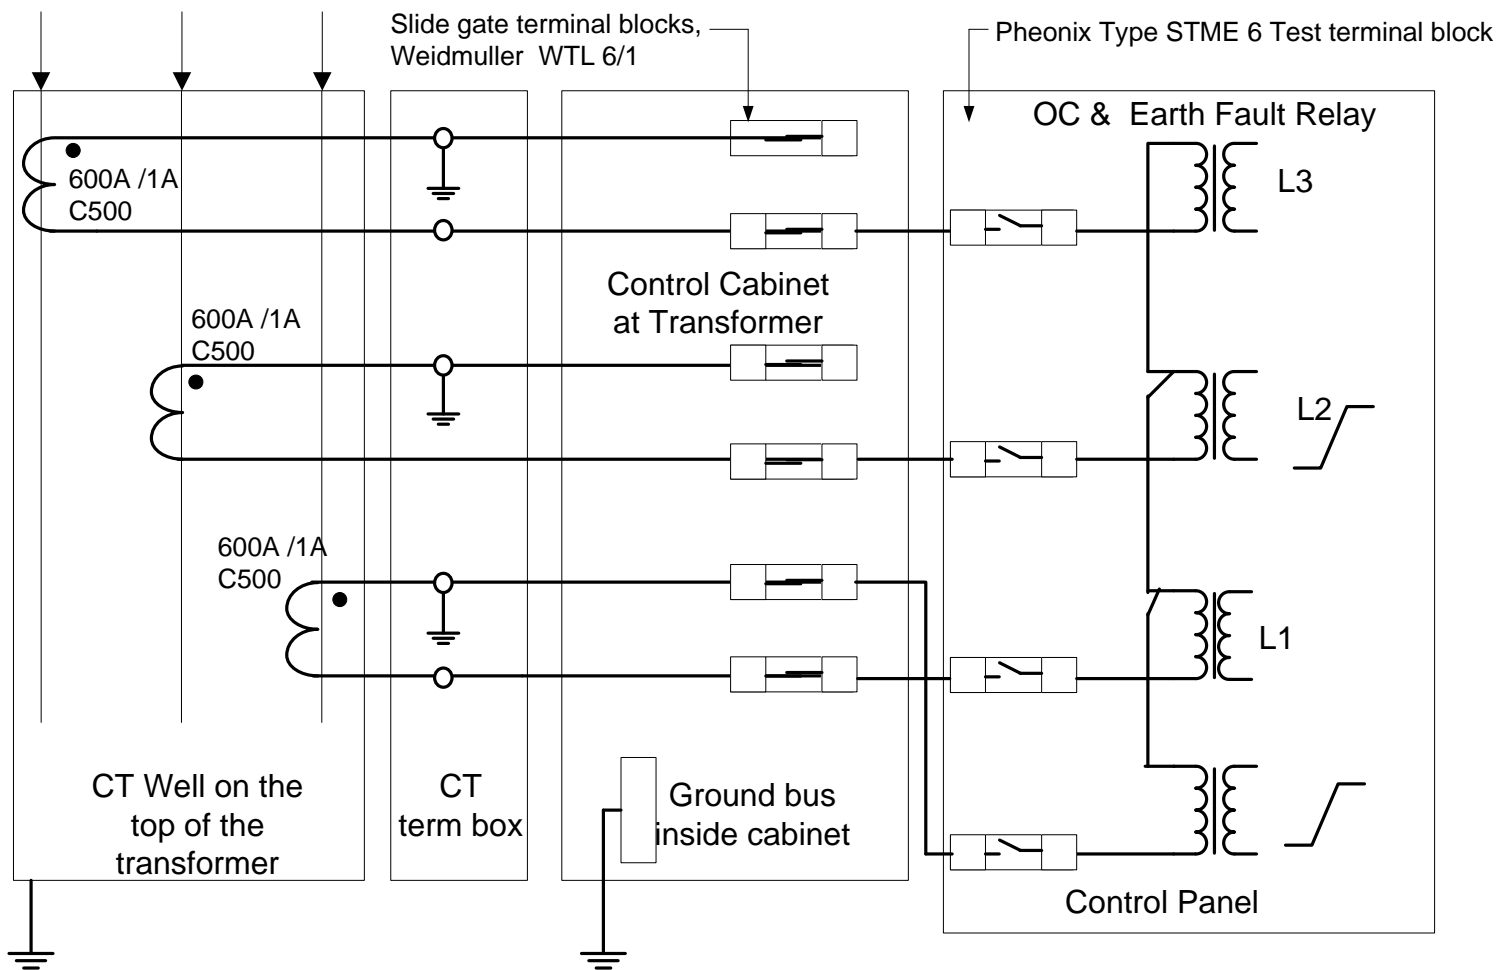 Slide gate terminal blocks,
Weidmuller WTL 6/1
Pheonix Type STME 6 Test terminal block
OC & Earth Fault Relay
600A /1A
C500
L3
Control Cabinet
at Transformer
600A /1A
C500
L2
600A /1A
C500
L1
CT Well on the
top of the
transformer
CT
term box
Ground bus
inside cabinet
Control Panel